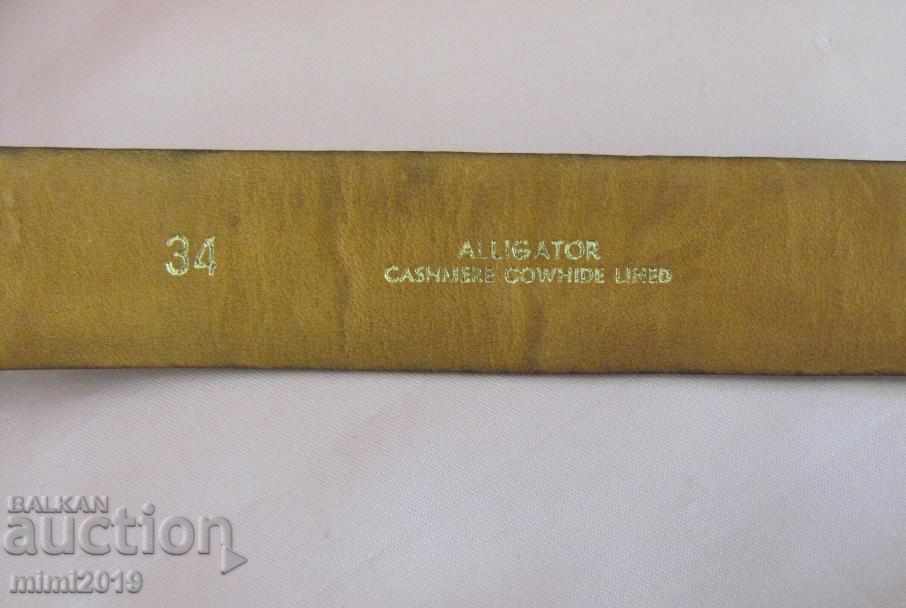 34
ALLIGATOR
CASHMERE COWHIDE LINED
BALKAN
auction
mimi2019